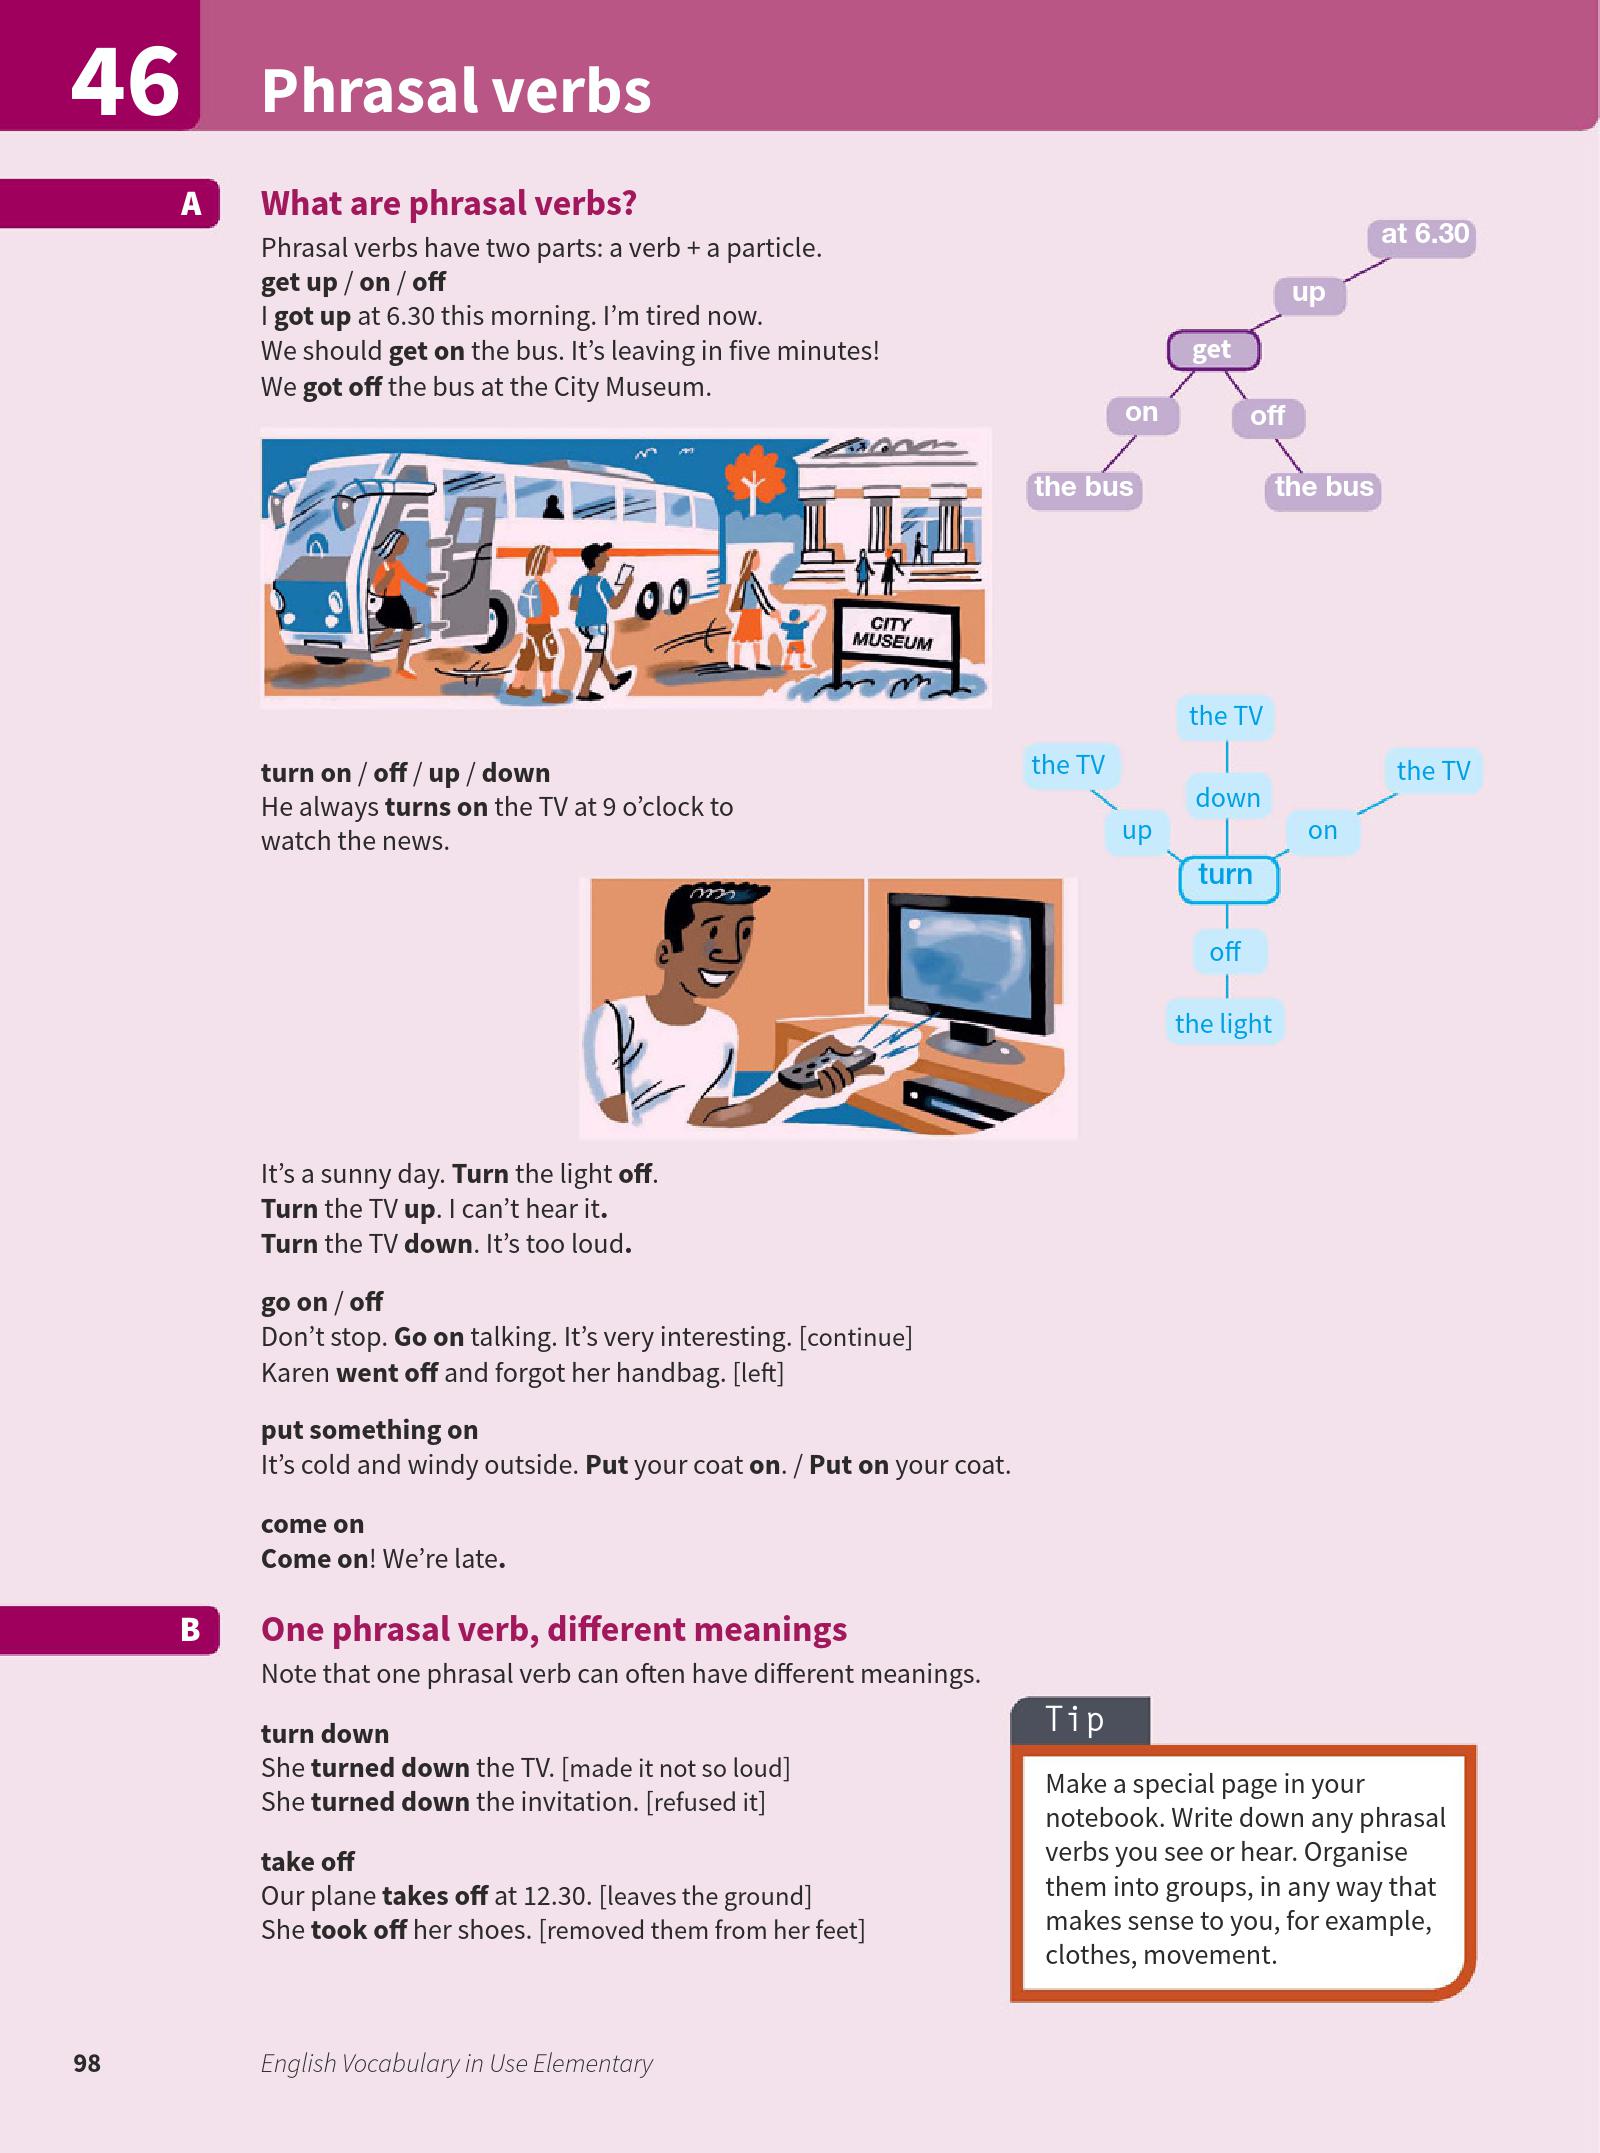 46
Phrasal verbs
A
What are phrasal verbs?
Phrasal verbs have two parts: a verb + a particle.
get up / on / off
I got up at 6.30 this morning. I’m tired now.
We should get on the bus. It’s leaving in five minutes!
We got off the bus at the City Museum.
at 6.30
up
get
on
off
the bus
the bus
CITY
MUSEUM
turn on / off / up / down
He always turns on the TV at 9 o’clock to
watch the news.
the TV
the TV
the TV
down
up
on
turn
off
the light
It’s a sunny day. Turn the light off.
Turn the TV up. I can’t hear it.
Turn the TV down. It’s too loud.
go on / off
Don’t stop. Go on talking. It’s very interesting. [continue]
Karen went off and forgot her handbag. [left]
put something on
It’s cold and windy outside. Put your coat on. / Put on your coat.
come on
Come on! We’re late.
B
One phrasal verb, different meanings
Note that one phrasal verb can often have different meanings.
turn down
She turned down the TV. [made it not so loud]
She turned down the invitation. [refused it]
take off
Our plane takes off at 12.30. [leaves the ground]
She took off her shoes. [removed them from her feet]
Tip
Make a special page in your
notebook. Write down any phrasal
verbs you see or hear. Organise
them into groups, in any way that
makes sense to you, for example,
clothes, movement.
98
English Vocabulary in Use Elementary